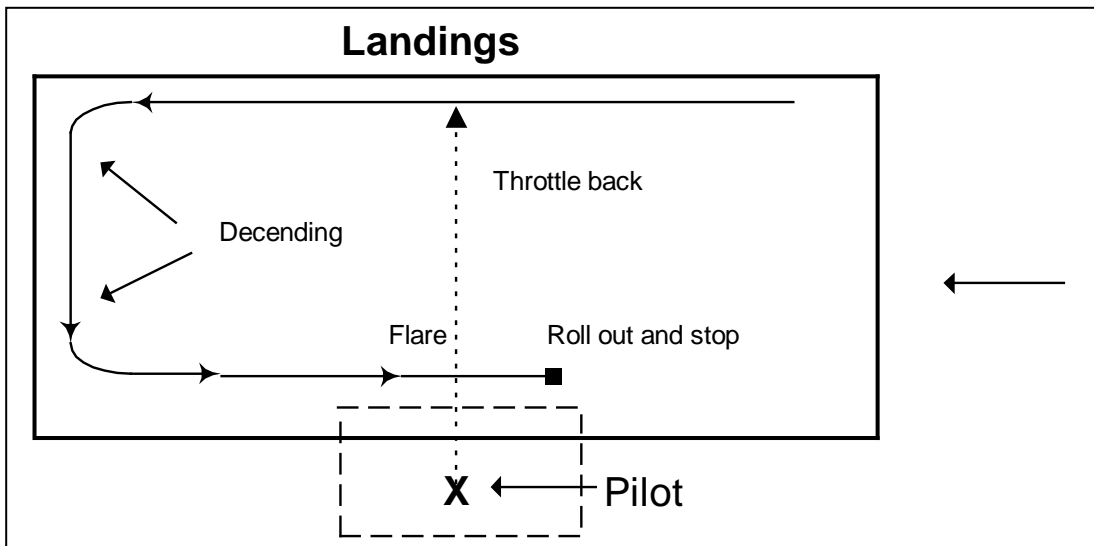 Landings
Throttle back
Decending
Flare
Roll out and stop
X
Pilot